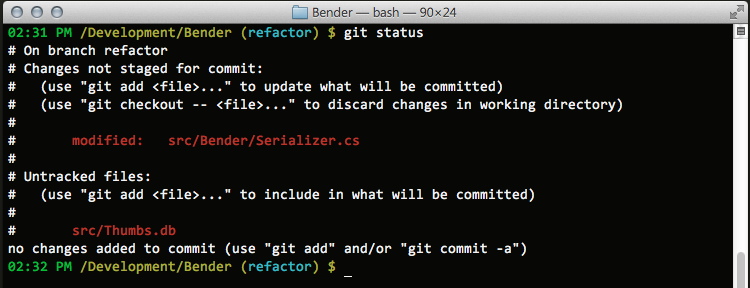 Bender — bash — 90×24
02:31 PM /Development/Bender (refactor) $ git status
# On branch refactor
# Changes not staged for commit:
#   (use "git add <file>..." to update what will be committed)
#   (use "git checkout -- <file>..." to discard changes in working directory)
#
#       modified:   src/Bender/Serializer.cs
#
# Untracked files:
#   (use "git add <file>..." to include in what will be committed)
#
#       src/Thumbs.db
no changes added to commit (use "git add" and/or "git commit -a")
02:32 PM /Development/Bender (refactor) $ _